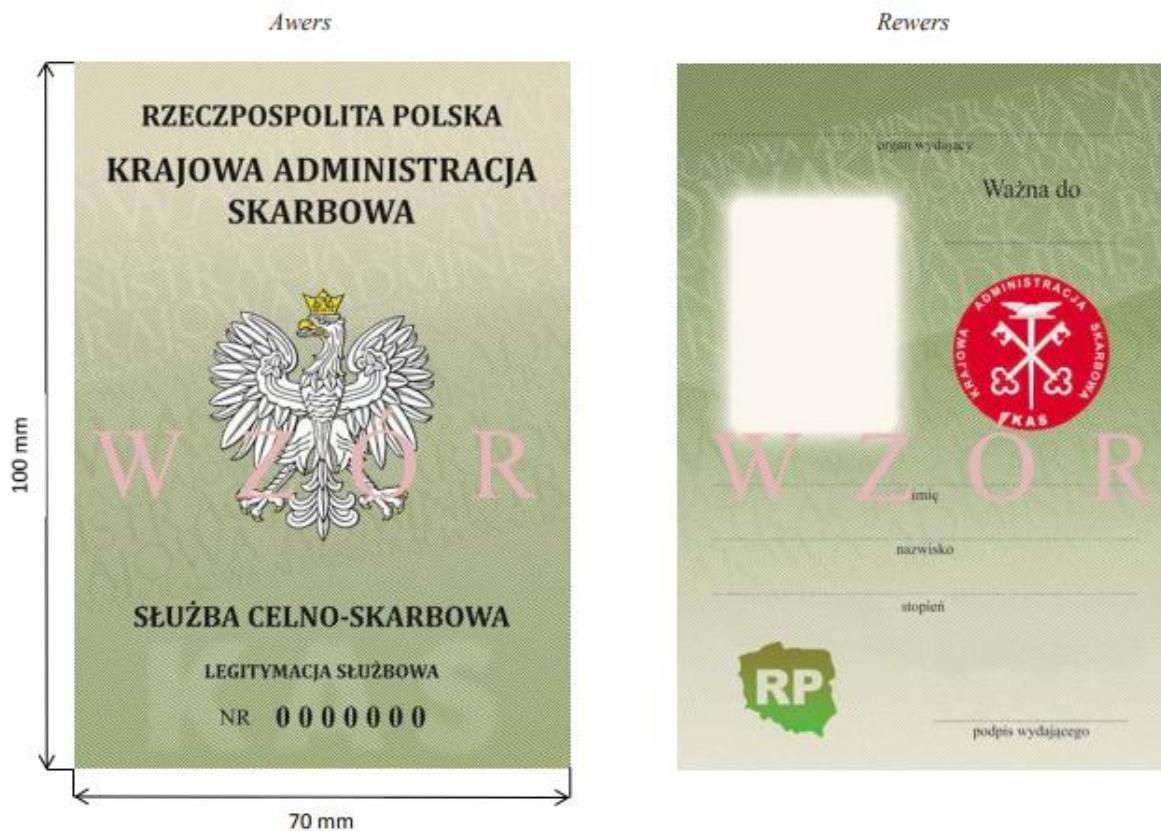 Awers
RZECZPOSPOLITA POLSKA
KRAJOWA ADMINISTRACJA
SKARBOWA
WZÓR
SŁUŻBA CELNO-SKARBOWA
KAS
LEGITYMACJA SŁUŻBOWA
NR 0000000
100 mm
70 mm
Rewers
organ wydający
Ważna do
KRAJOWA ADMINISTRACJA SKARBOWA
KAS
WZÓR
imię
nazwisko
stopień
RP
podpis wydającego